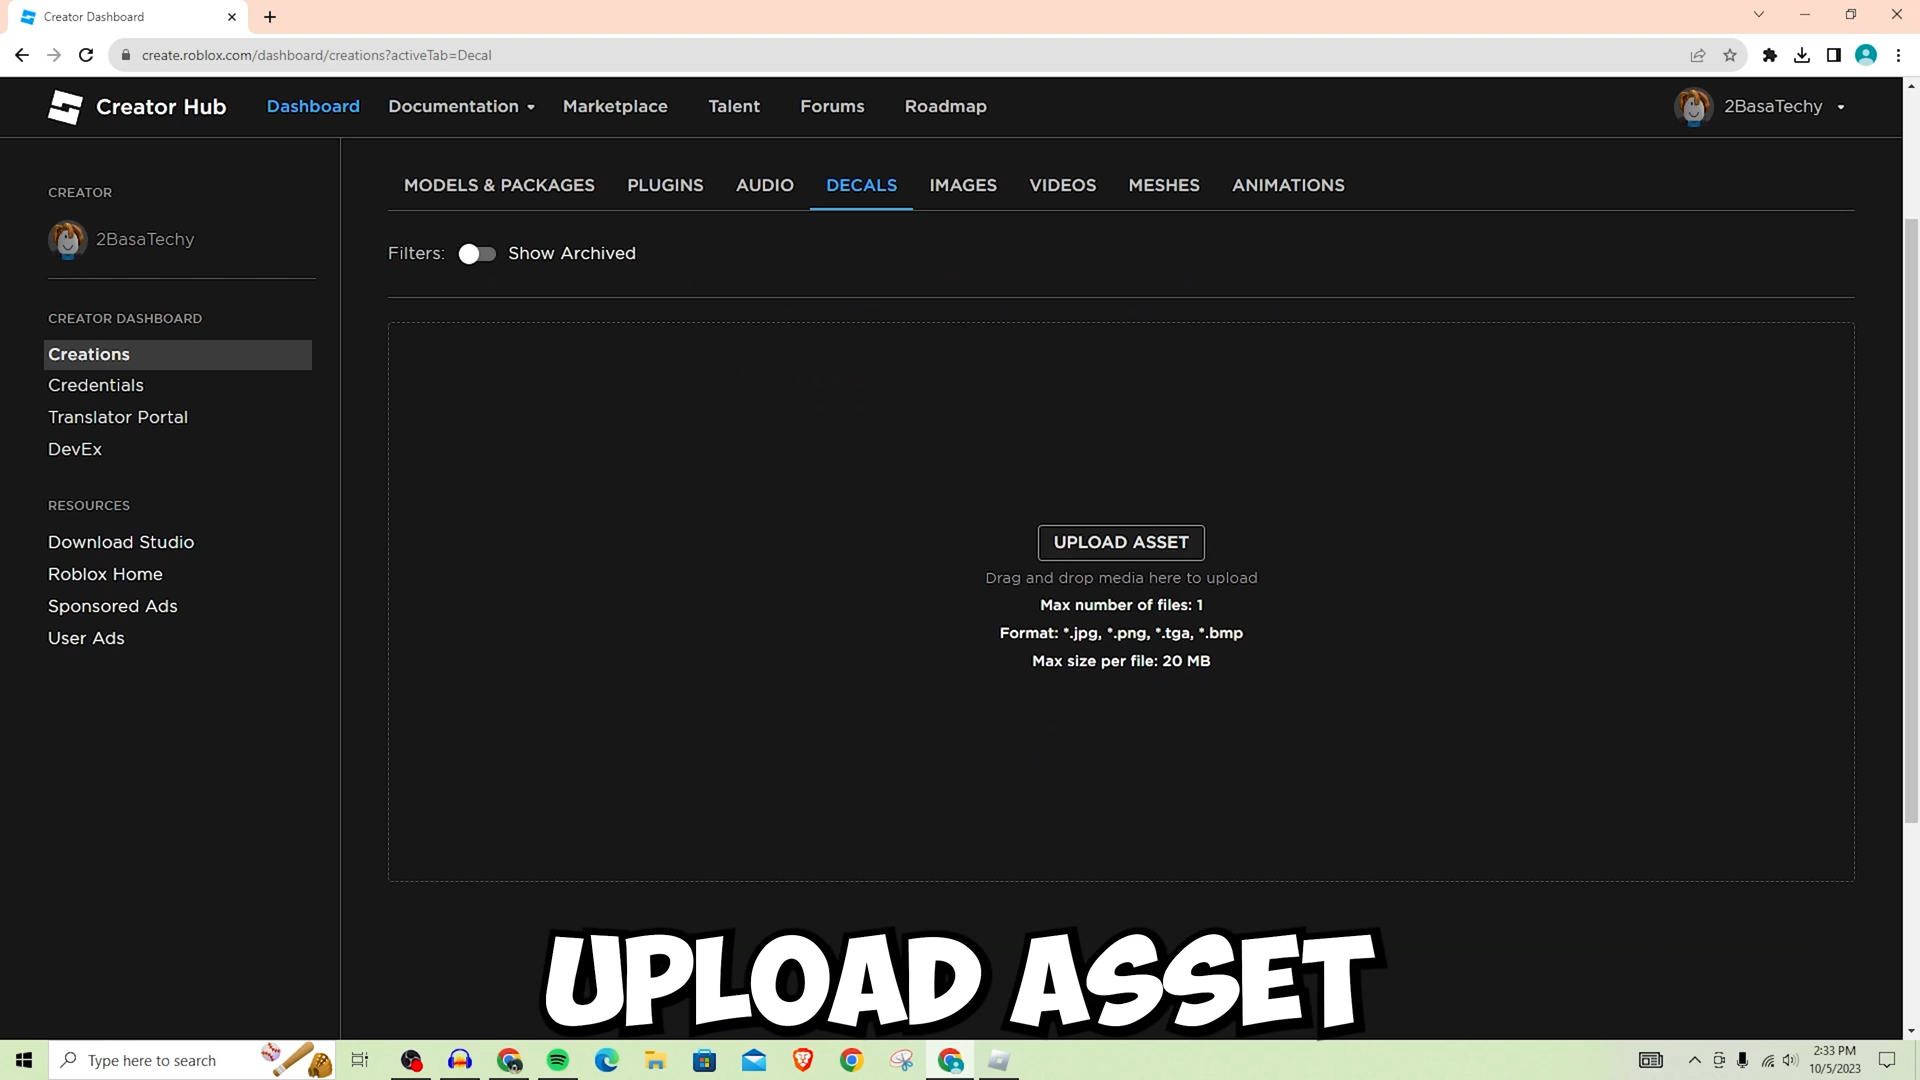 Creator Dashboard
create.roblox.com/dashboard/creations?activeTab=Decal
Creator Hub
Dashboard
Documentation
Marketplace
Talent
Forums
Roadmap
2BasaTechy
CREATOR
2BasaTechy
CREATOR DASHBOARD
Creations
Credentials
Translator Portal
DevEx
RESOURCES
Download Studio
Roblox Home
Sponsored Ads
User Ads
MODELS & PACKAGES
PLUGINS
AUDIO
DECALS
IMAGES
VIDEOS
MESHES
ANIMATIONS
Filters:
Show Archived
UPLOAD ASSET
Drag and drop media here to upload
Max number of files: 1
Format: *.jpg, *.png, *.tga, *.bmp
Max size per file: 20 MB
UPLOAD ASSET
Type here to search
2:33 PM
10/5/2023